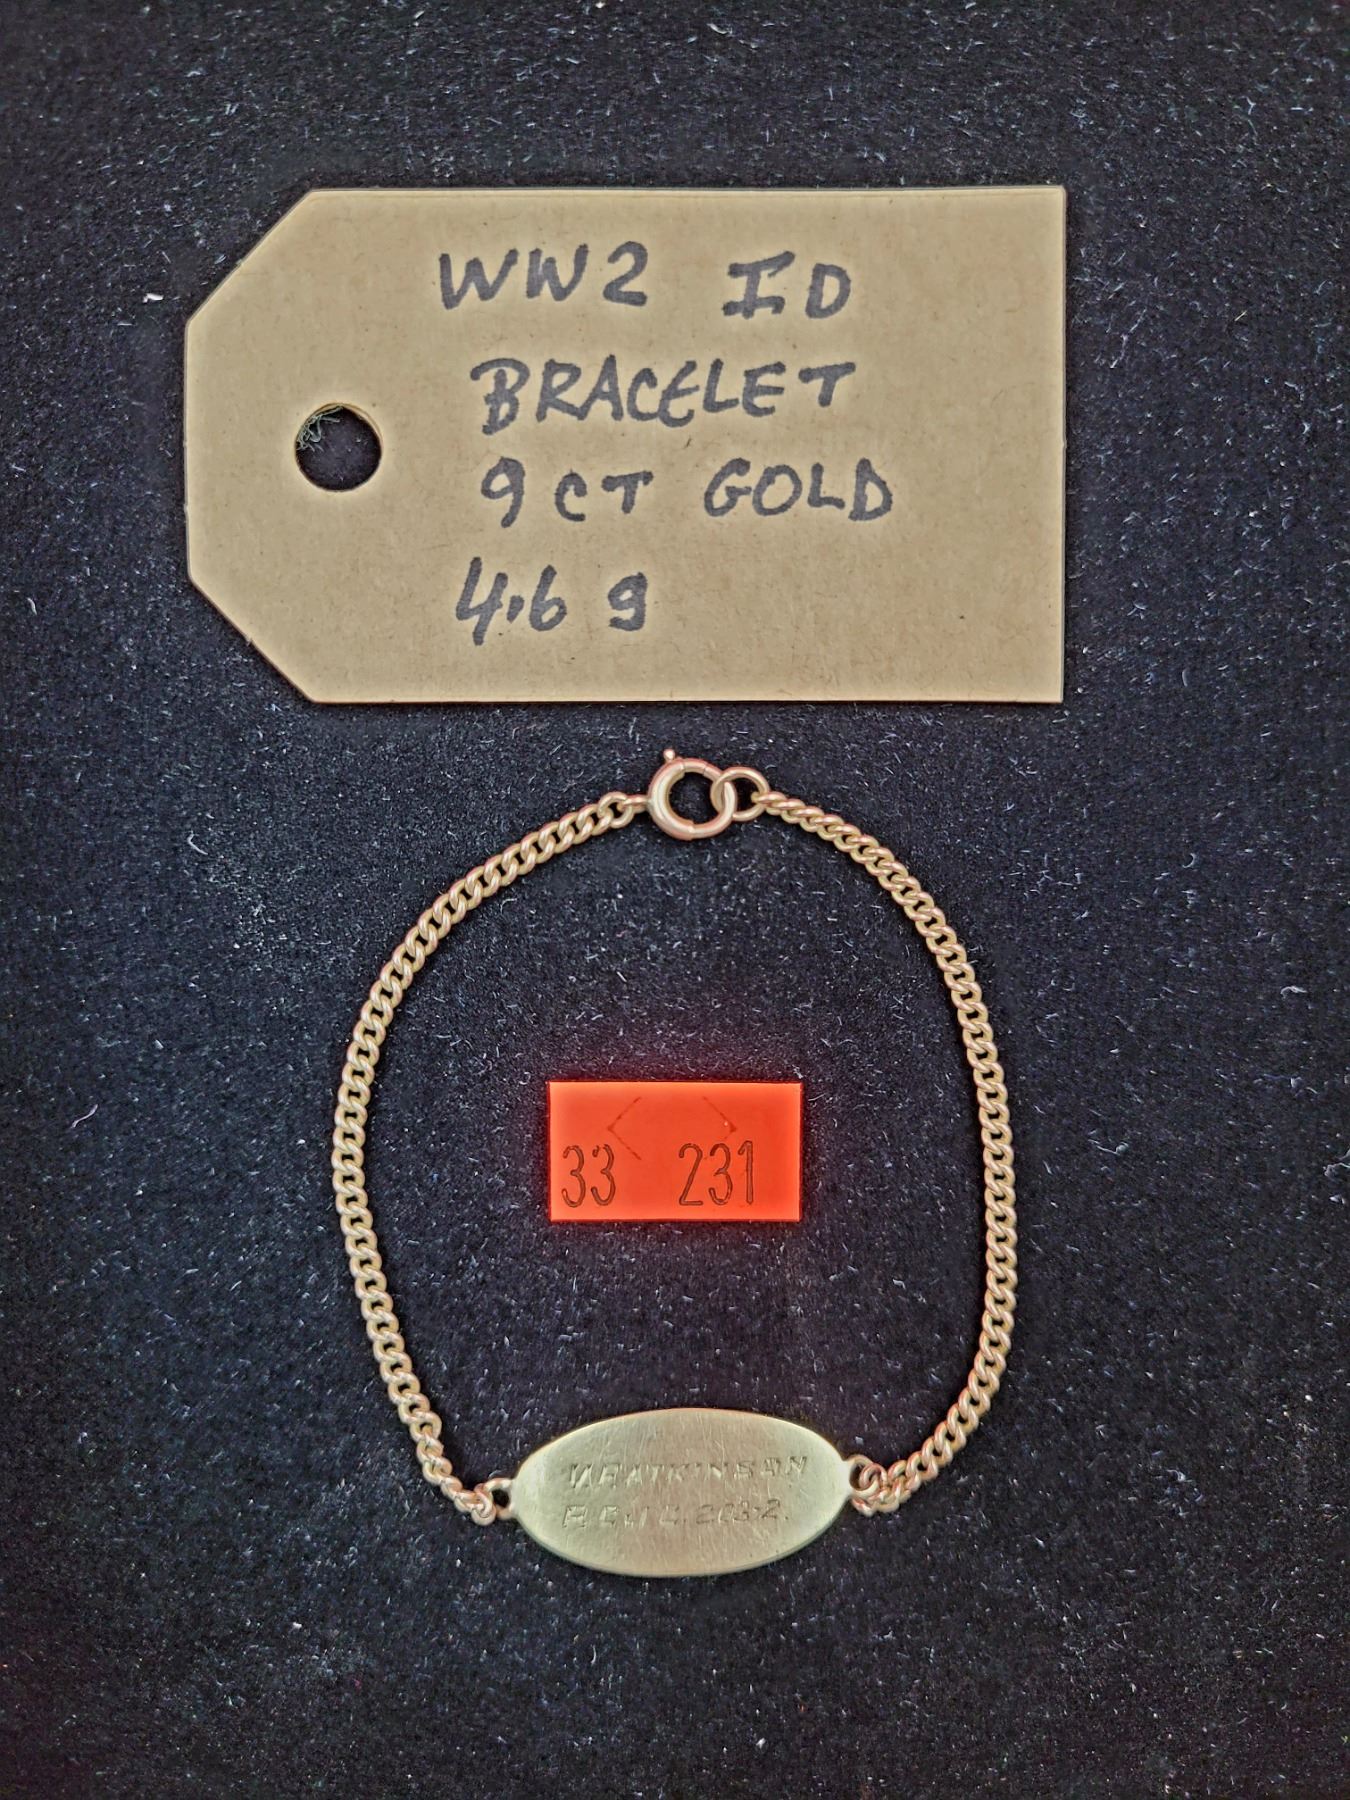 WW2 ID
BRACELET
9CT GOLD
4.6 g
33 231